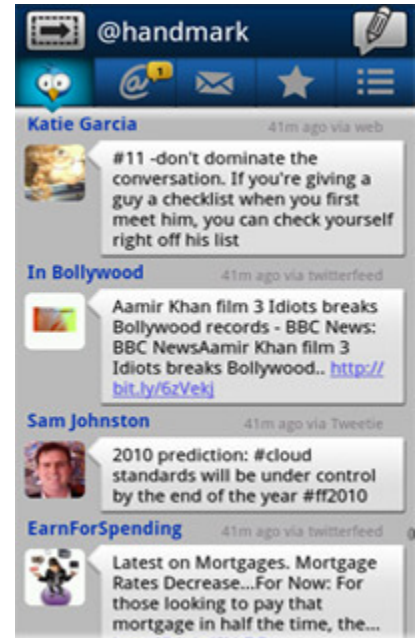 @handmark
@ 1
Katie Garcia 41m ago via web
#11 -don't dominate the
conversation. If you're giving a
guy a checklist when you first
meet him, you can check yourself
right off his list
In Bollywood 41m ago via twitterfeed
Aamir Khan film 3 Idiots breaks
Bollywood records - BBC News:
BBC NewsAamir Khan film 3
Idiots breaks Bollywood.. http://
bit.ly/6zVekj
Sam Johnston 41m ago via Tweetie
2010 prediction: #cloud
standards will be under control
by the end of the year #ff2010
EarnForSpending 41m ago via twitterfeed
Latest on Mortgages. Mortgage
Rates Decrease...For Now: For
those looking to pay that
mortgage in half the time, the...